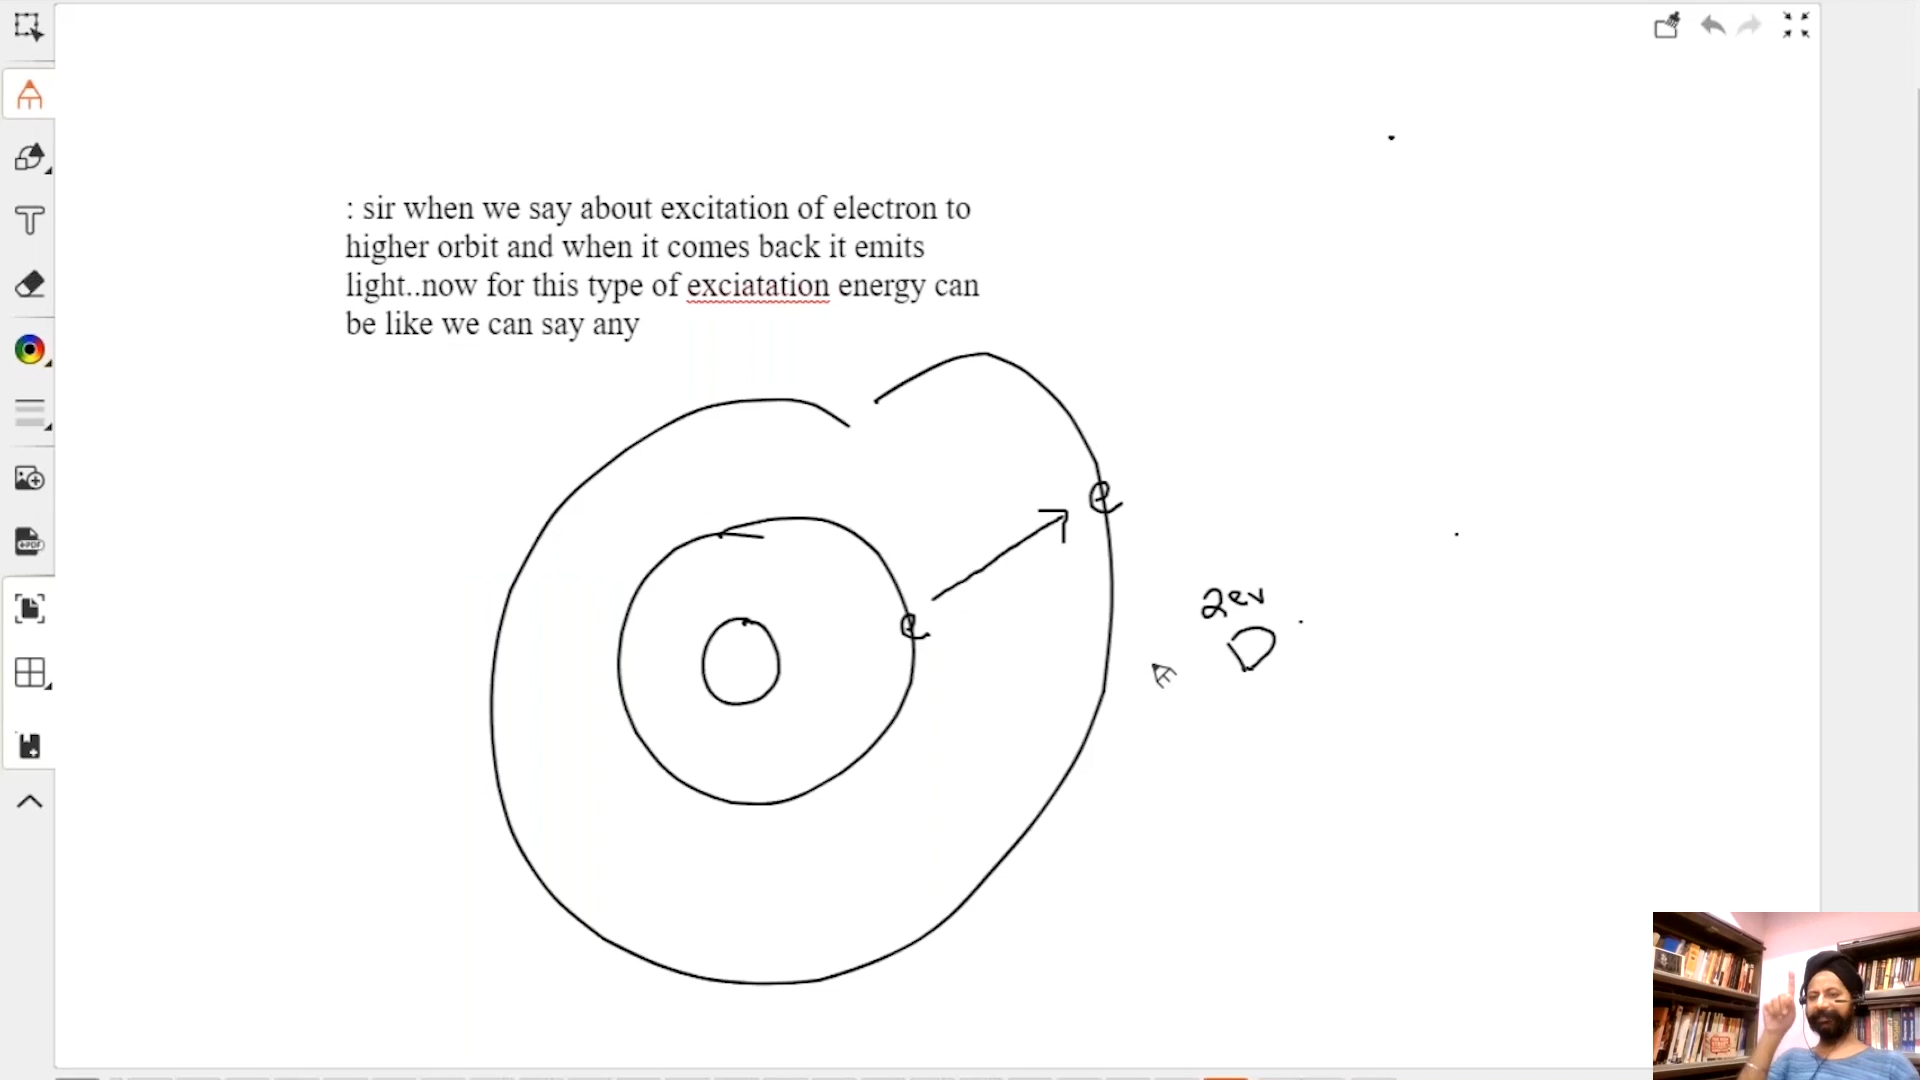 : sir when we say about excitation of electron to
higher orbit and when it comes back it emits
light..now for this type of exciatation energy can
be like we can say any
e
2ev
e
D